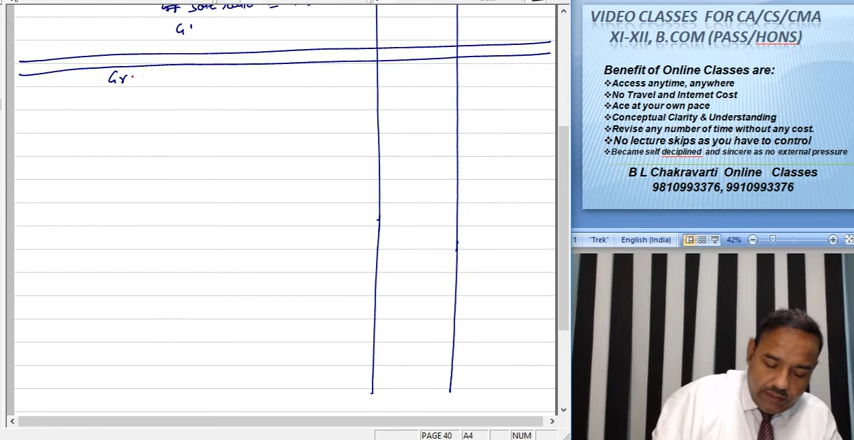 VIDEO CLASSES FOR CA/CS/CMA
XI-XII, B.COM (PASS/HONS)
Benefit of Online Classes are:
❖Access anytime, anywhere
❖No Travel and Internet Cost
❖Ace at your own pace
❖Conceptual Clarity & Understanding
❖Revise any number of time without any cost.
❖No lecture skips as you have to control
❖Became self deciplined and sincere as no external pressure
B L Chakravarti Online Classes
9810993376, 9910993376
Gr.
1 "Trek" English (India) 42%
PAGE 40 A4 NUM